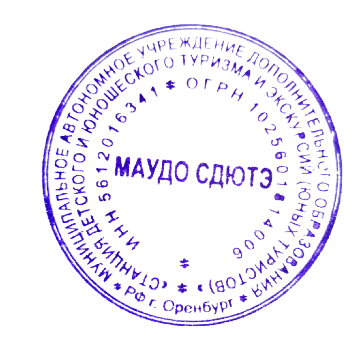 МУНИЦИПАЛЬНОЕ АВТОНОМНОЕ УЧРЕЖДЕНИЕ ДОПОЛНИТЕЛЬНОГО ОБРАЗОВАНИЯ
* РФ г. Оренбург *
«СТАНЦИЯ ДЕТСКОГО И ЮНОШЕСКОГО ТУРИЗМА И ЭКСКУРСИЙ (ЮНЫХ ТУРИСТОВ)» *
ИНН 5612016341 * ОГРН 1025601814006 *
МАУДО СДЮТЭ